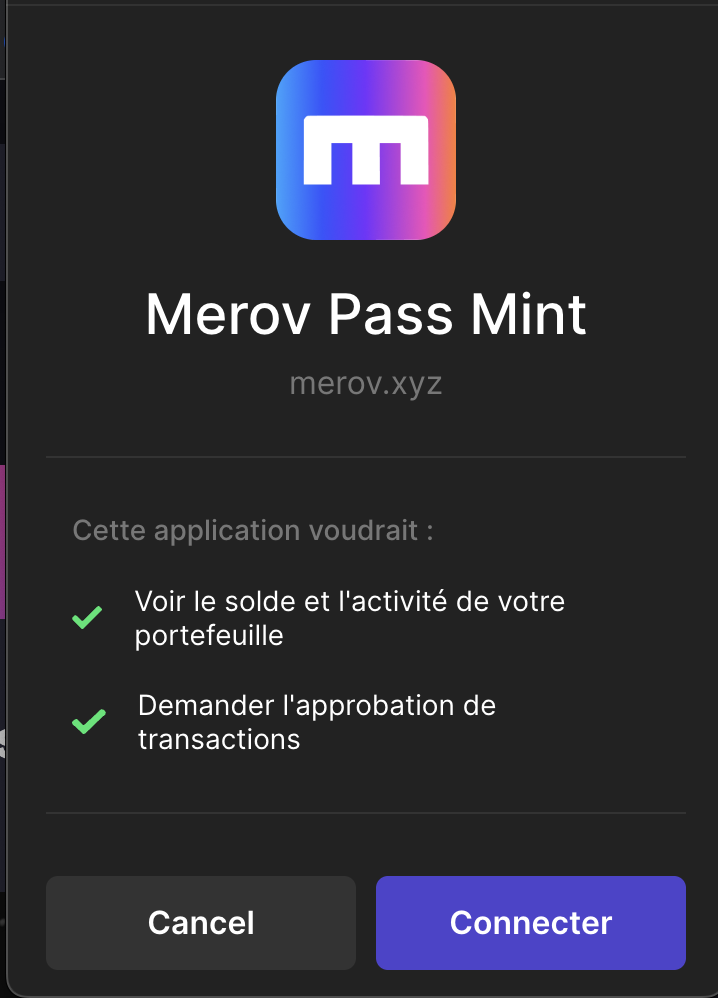 m
Merov Pass Mint
merov.xyz
Cette application voudrait :
Voir le solde et l'activité de votre
portefeuille
Demander l'approbation de
transactions
Cancel
Connecter